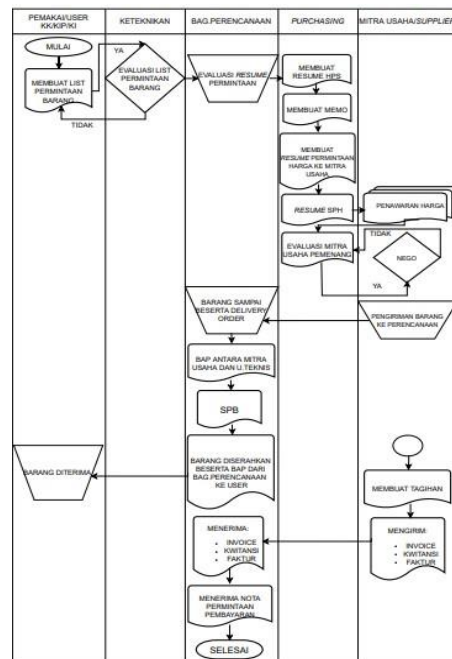 PEMAKAI/USER
KK/KIP/KI
KETEKNIKAN
BAG.PERENCANAAN
PURCHASING
MITRA USAHA/SUPPLIER
MULAI
YA
MEMBUAT LIST
PERMINTAAN
BARANG
EVALUASI LIST
PERMINTAAN
BARANG
TIDAK
EVALUASI RESUME
PERMINTAAN
MEMBUAT
RESUME HPS
MEMBUAT MEMO
MEMBUAT
RESUME PERMINTAAN
HARGA KE MITRA
USAHA
RESUME SPH
PENAWARAN HARGA
TIDAK
EVALUASI MITRA
USAHA PEMENANG
NEGO
YA
BARANG SAMPAI
BESERTA DELIVERY
ORDER
PENGIRIMAN BARANG
KE PERENCANAAN
BAP ANTARA MITRA
USAHA DAN U.TEKNIS
SPB
BARANG DISERAHKAN
BESERTA BAP DARI
BAG.PERENCANAAN
KE USER
BARANG DITERIMA
MEMBUAT TAGIHAN
MENERIMA:
• INVOICE
• KWITANSI
• FAKTUR
MENGIRIM:
• INVOICE
• KWITANSI
• FAKTUR
MENERIMA NOTA
PERMINTAAN
PEMBAYARAN
SELESAI